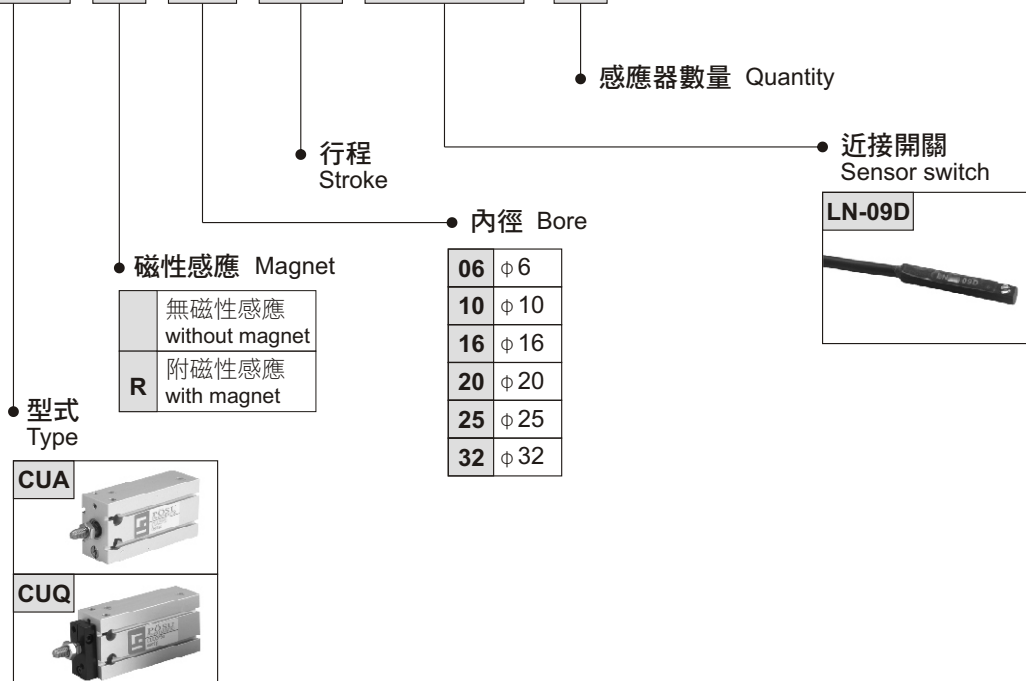 感應器數量 Quantity
行程
Stroke
近接開關
Sensor switch
LN-09D
內徑 Bore
06 φ6
10 φ10
16 φ16
20 φ20
25 φ25
32 φ32
磁性感應 Magnet
無磁性感應
without magnet
R 附磁性感應
with magnet
型式
Type
CUA
CUQ